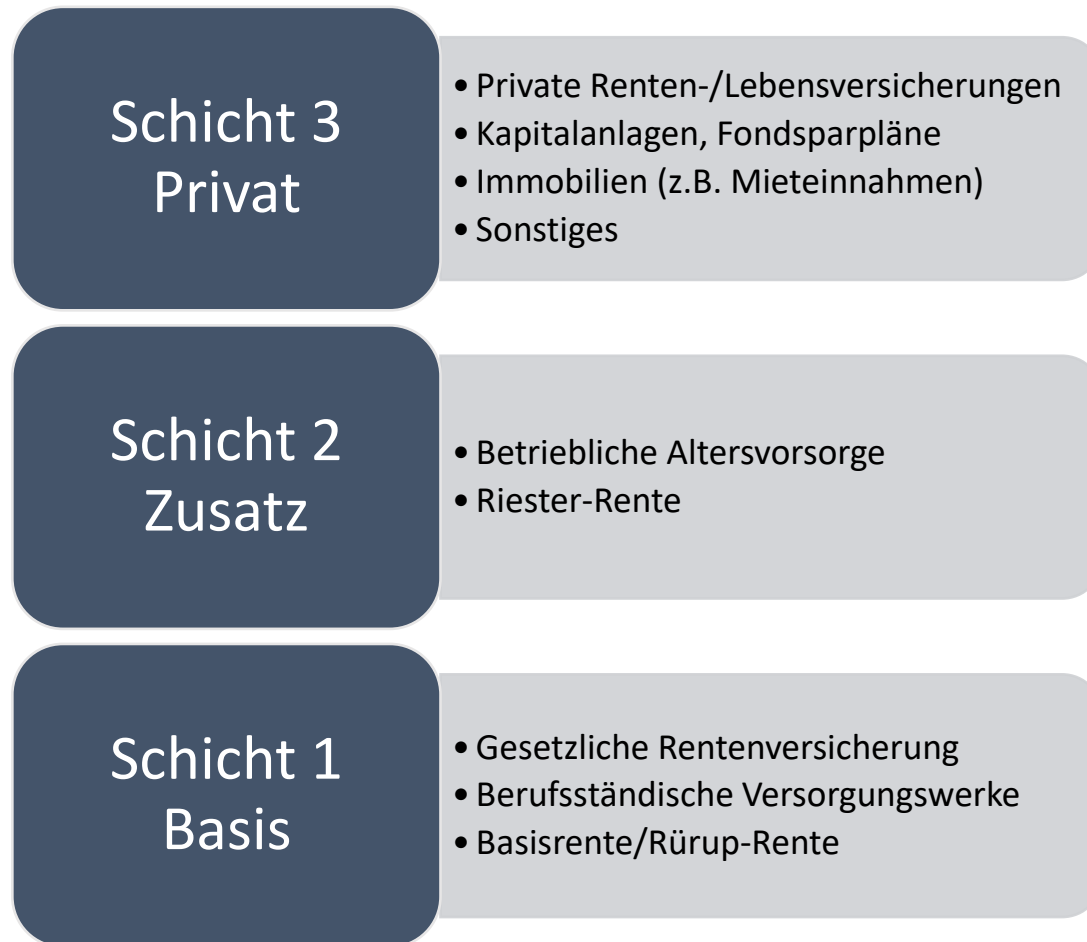 Schicht 3
Privat
• Private Renten-/Lebensversicherungen
• Kapitalanlagen, Fondsparpläne
• Immobilien (z.B. Mieteinnahmen)
• Sonstiges
Schicht 2
Zusatz
• Betriebliche Altersvorsorge
• Riester-Rente
Schicht 1
Basis
• Gesetzliche Rentenversicherung
• Berufsständische Versorgungswerke
• Basisrente/Rürup-Rente